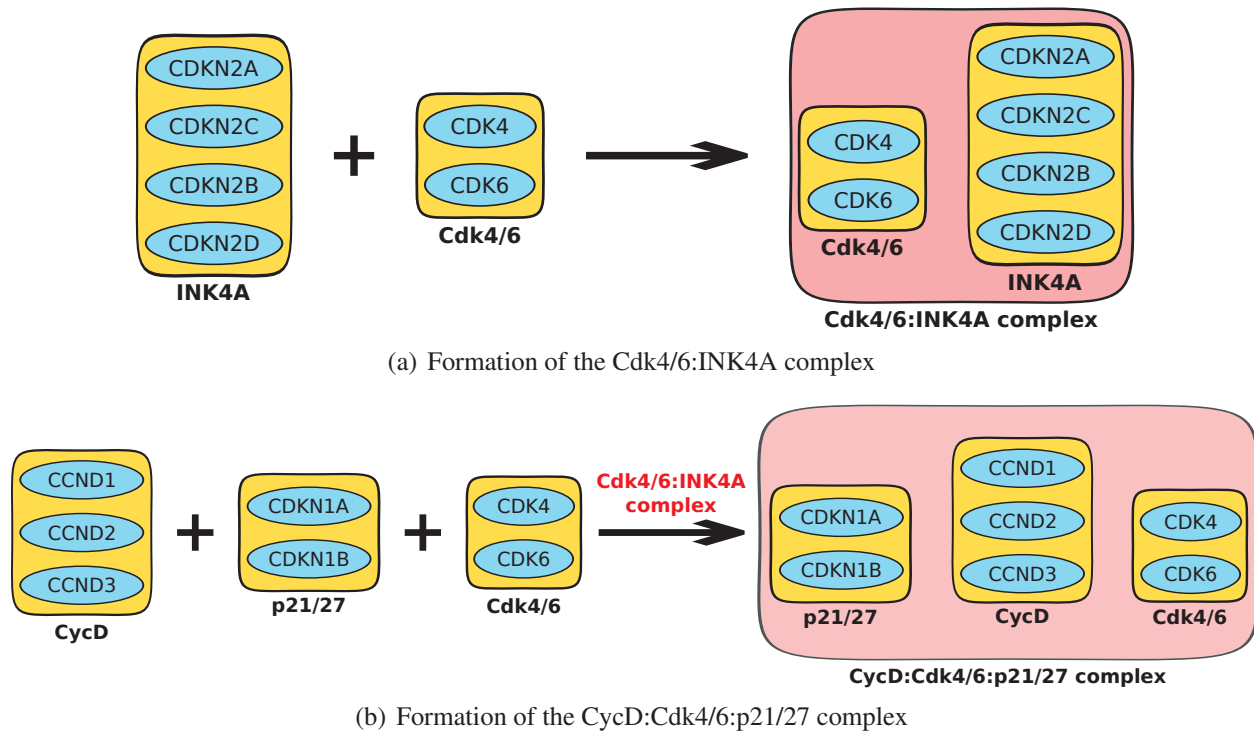 CDKN2A
CDKN2C
CDKN2B
CDKN2D
INK4A
+
CDK4
CDK6
Cdk4/6
CDK4
CDK6
Cdk4/6
CDKN2A
CDKN2C
CDKN2B
CDKN2D
INK4A
Cdk4/6:INK4A complex
(a) Formation of the Cdk4/6:INK4A complex
CCND1
CCND2
CCND3
CycD
+
CDKN1A
CDKN1B
p21/27
+
CDK4
CDK6
Cdk4/6
Cdk4/6:INK4A
complex
CDKN1A
CDKN1B
p21/27
CCND1
CCND2
CCND3
CycD
CDK4
CDK6
Cdk4/6
CycD:Cdk4/6:p21/27 complex
(b) Formation of the CycD:Cdk4/6:p21/27 complex